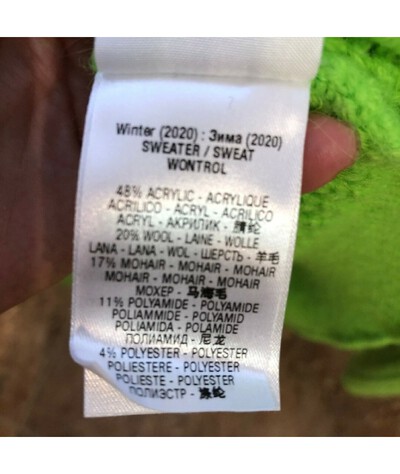 Winter (2020) : Зима (2020)
SWEATER / SWEAT
WONTROL
48% ACRYLIC - ACRYLIQUE
ACRILICO - ACRYL - ACRILICO
ACRYL - АКРИЛИК - 腈纶
20% WOOL - LAINE - WOLLE
LANA - LANA - WOL - ШЕРСТЬ - 羊毛
17% MOHAIR - MOHAIR - MOHAIR
MOHAIR - MOHAIR - MOHAIR
МОХЕР - 马海毛
11% POLYAMIDE - POLYAMIDE
POLIAMMIDE - POLYAMID
POLIAMIDA - POLAMIDE
ПОЛИАМИД - 尼龙
4% POLYESTER - POLYESTER
POLIESTERE - POLYESTER
POLIESTE - POLYESTER
ПОЛИЭСТР - 涤纶